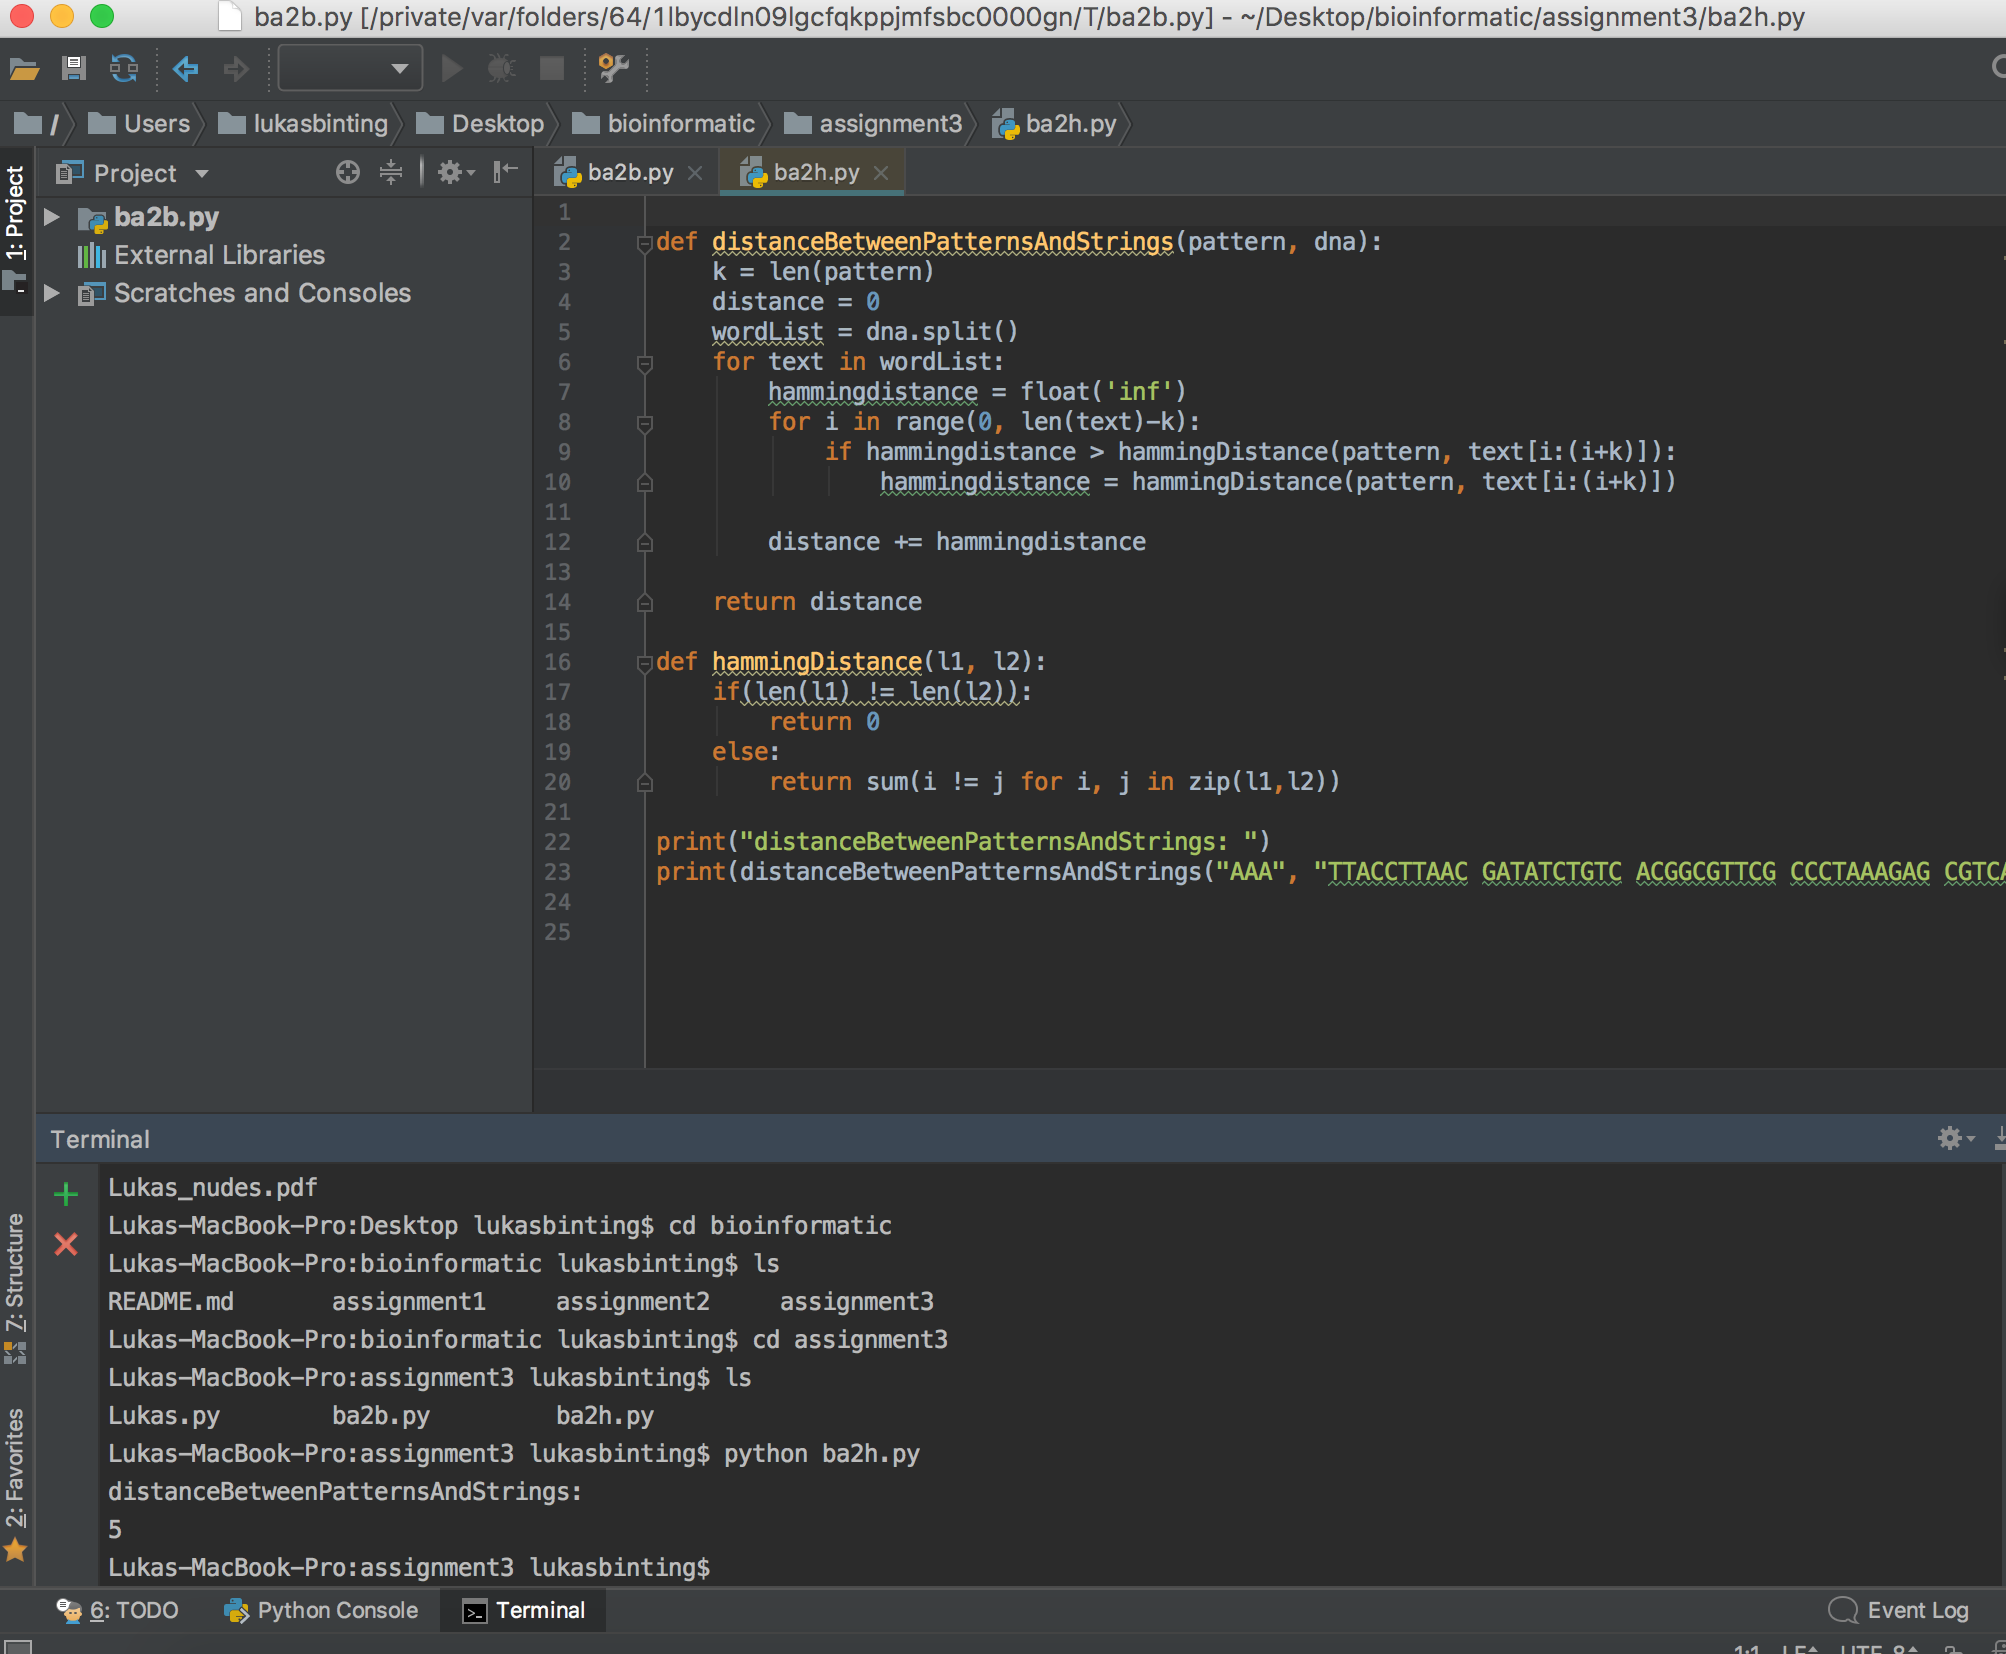 ba2b.py [/private/var/folders/64/1lbycdln09lgcfqkppjmfsbc0000gn/T/ba2b.py] - ~/Desktop/bioinformatic/assignment3/ba2h.py
/ Users lukasbinting Desktop bioinformatic assignment3 ba2h.py
1: Project
Project
ba2b.py
External Libraries
Scratches and Consoles
ba2b.py ba2h.py
1
2 def distanceBetweenPatternsAndStrings(pattern, dna):
3 k = len(pattern)
4 distance = 0
5 wordList = dna.split()
6 for text in wordList:
7 hammingdistance = float('inf')
8 for i in range(0, len(text)-k):
9 if hammingdistance > hammingDistance(pattern, text[i:(i+k)]):
10 hammingdistance = hammingDistance(pattern, text[i:(i+k)])
11
12 distance += hammingdistance
13
14 return distance
15
16 def hammingDistance(l1, l2):
17 if(len(l1) != len(l2)):
18 return 0
19 else:
20 return sum(i != j for i, j in zip(l1,l2))
21
22 print("distanceBetweenPatternsAndStrings: ")
23 print(distanceBetweenPatternsAndStrings("AAA", "TTACCTTAAC GATATCTGTC ACGGCGTTCG CCCTAAAGAG CGTCA
24
25
Terminal
Lukas_nudes.pdf
Lukas-MacBook-Pro:Desktop lukasbinting$ cd bioinformatic
Lukas-MacBook-Pro:bioinformatic lukasbinting$ ls
README.md assignment1 assignment2 assignment3
Lukas-MacBook-Pro:bioinformatic lukasbinting$ cd assignment3
Lukas-MacBook-Pro:assignment3 lukasbinting$ ls
Lukas.py ba2b.py ba2h.py
Lukas-MacBook-Pro:assignment3 lukasbinting$ python ba2h.py
distanceBetweenPatternsAndStrings:
5
Lukas-MacBook-Pro:assignment3 lukasbinting$
7: Structure
2: Favorites
6: TODO Python Console Terminal Event Log
1:1 LF UTF-8